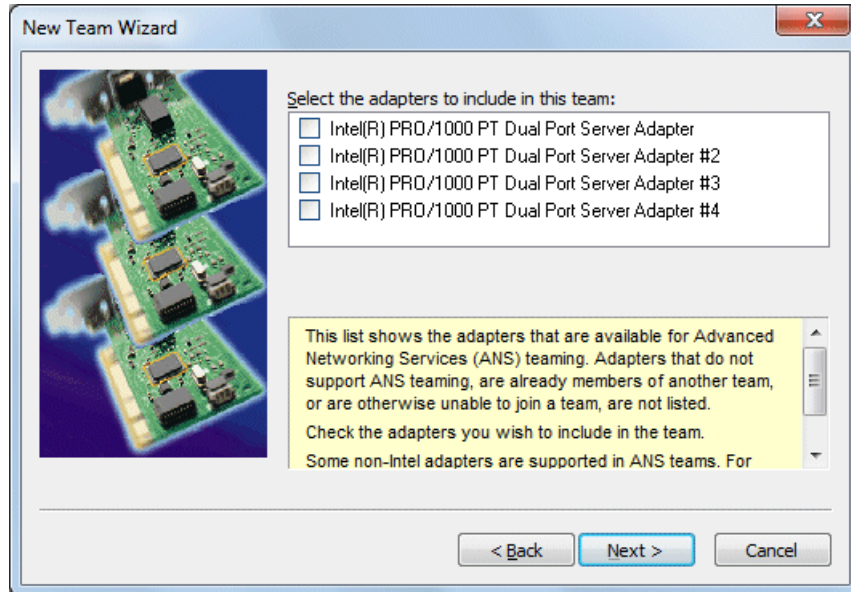 New Team Wizard
Select the adapters to include in this team:
Intel(R) PRO/1000 PT Dual Port Server Adapter
Intel(R) PRO/1000 PT Dual Port Server Adapter #2
Intel(R) PRO/1000 PT Dual Port Server Adapter #3
Intel(R) PRO/1000 PT Dual Port Server Adapter #4
This list shows the adapters that are available for Advanced
Networking Services (ANS) teaming. Adapters that do not
support ANS teaming, are already members of another team,
or are otherwise unable to join a team, are not listed.
Check the adapters you wish to include in the team.
Some non-Intel adapters are supported in ANS teams. For
< Back
Next >
Cancel